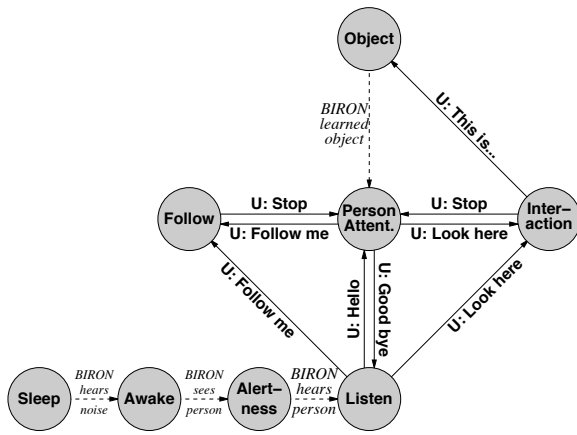 Object
BIRON
learned
object
U: This is...
Follow
U: Stop
U: Follow me
Person
Attent.
U: Stop
U: Look here
Inter–
action
U: Follow me
U: Hello
U: Good bye
U: Look here
Sleep
BIRON
hears
noise
Awake
BIRON
sees
person
Alert–
ness
BIRON
hears
person
Listen